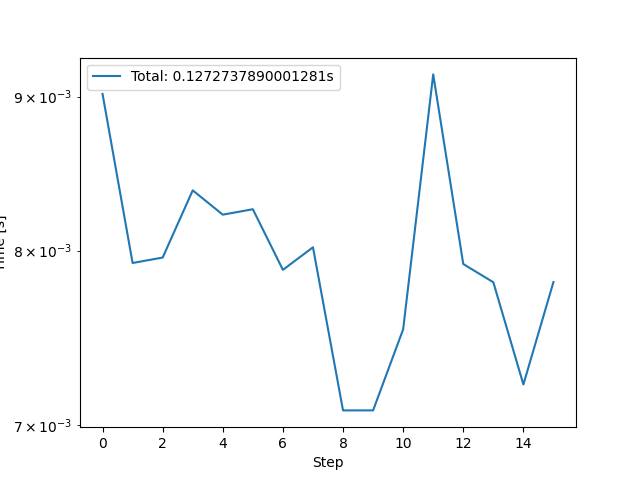 Total: 0.1272737890001281s
9 × 10⁻³
8 × 10⁻³
7 × 10⁻³
Time [s]
0 2 4 6 8 10 12 14
Step